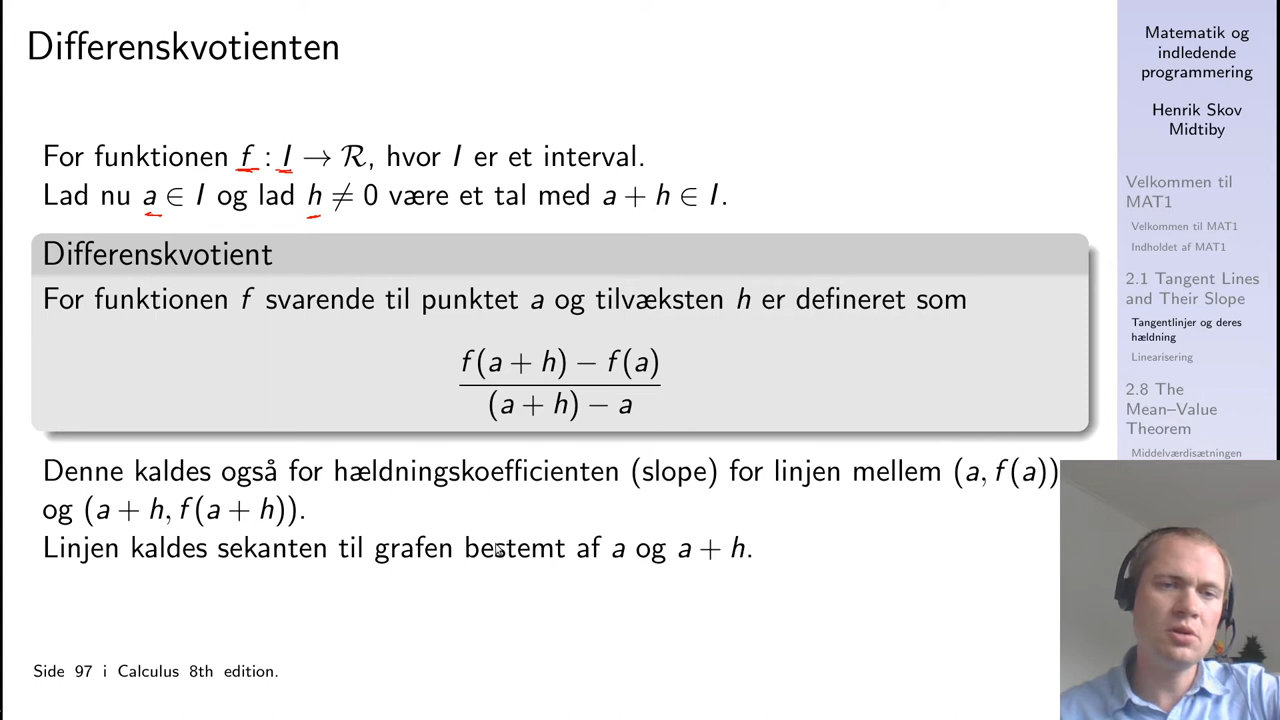 Differenskvotienten
For funktionen f : I → R, hvor I er et interval.
Lad nu a ∈ I og lad h ≠ 0 være et tal med a + h ∈ I.
Differenskvotient
For funktionen f svarende til punktet a og tilvæksten h er defineret som
f(a + h) − f(a)
(a + h) − a
Denne kaldes også for hældningskoefficienten (slope) for linjen mellem (a, f(a))
og (a + h, f(a + h)).
Linjen kaldes sekanten til grafen bestemt af a og a + h.
Side 97 i Calculus 8th edition.
Matematik og
indledende
programmering
Henrik Skov
Midtiby
Velkommen til
MAT1
Velkommen til MAT1
Indholdet af MAT1
2.1 Tangent Lines
and Their Slope
Tangentlinjer og deres
hældning
Linearisering
2.8 The
Mean–Value
Theorem
Middelværdisætningen